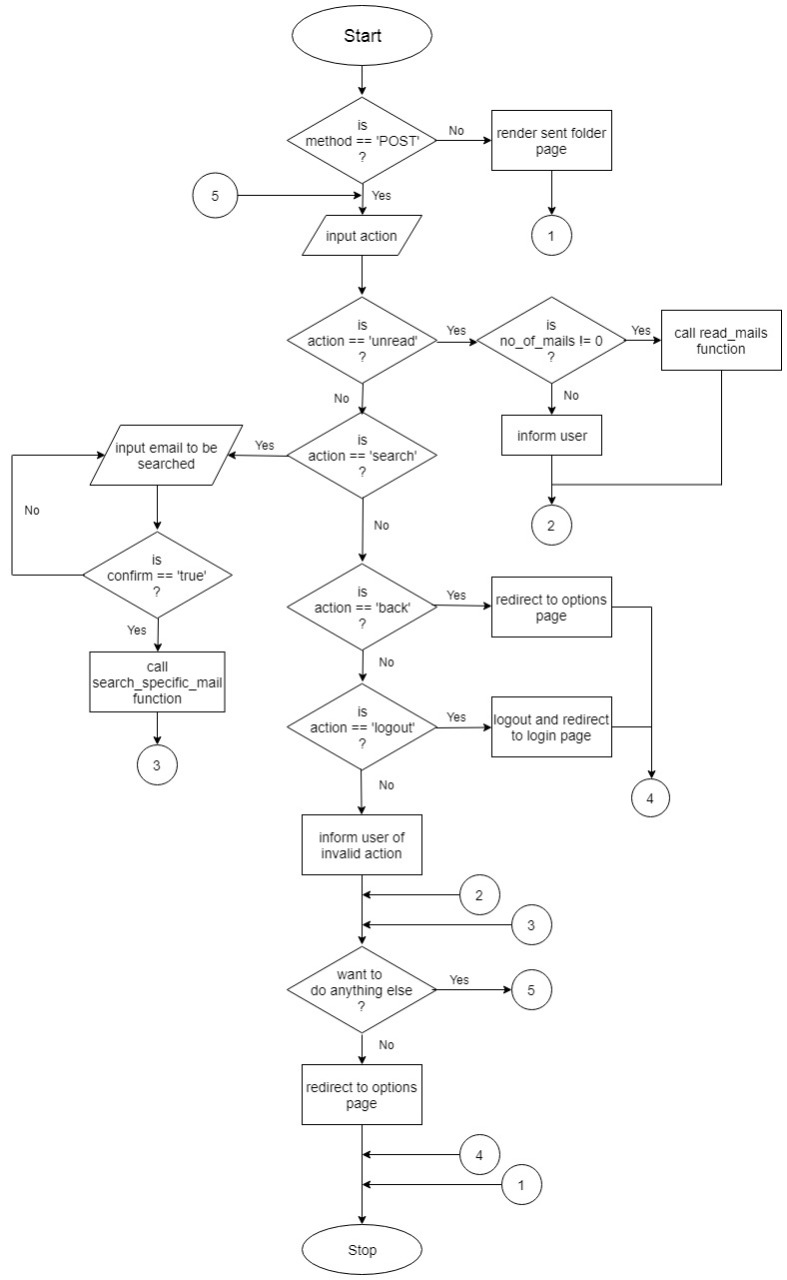 Start
is
method == 'POST'
?
No
render sent folder
page
5
Yes
1
input action
is
action == 'unread'
?
Yes
is
no_of_mails != 0
?
Yes
call read_mails
function
No
No
inform user
2
is
action == 'search'
?
Yes
input email to be
searched
No
is
confirm == 'true'
?
Yes
call
search_specific_mail
function
3
No
is
action == 'back'
?
Yes
redirect to options
page
No
is
action == 'logout'
?
Yes
logout and redirect
to login page
4
No
inform user of
invalid action
2
3
want to
do anything else
?
Yes
5
No
redirect to options
page
4
1
Stop